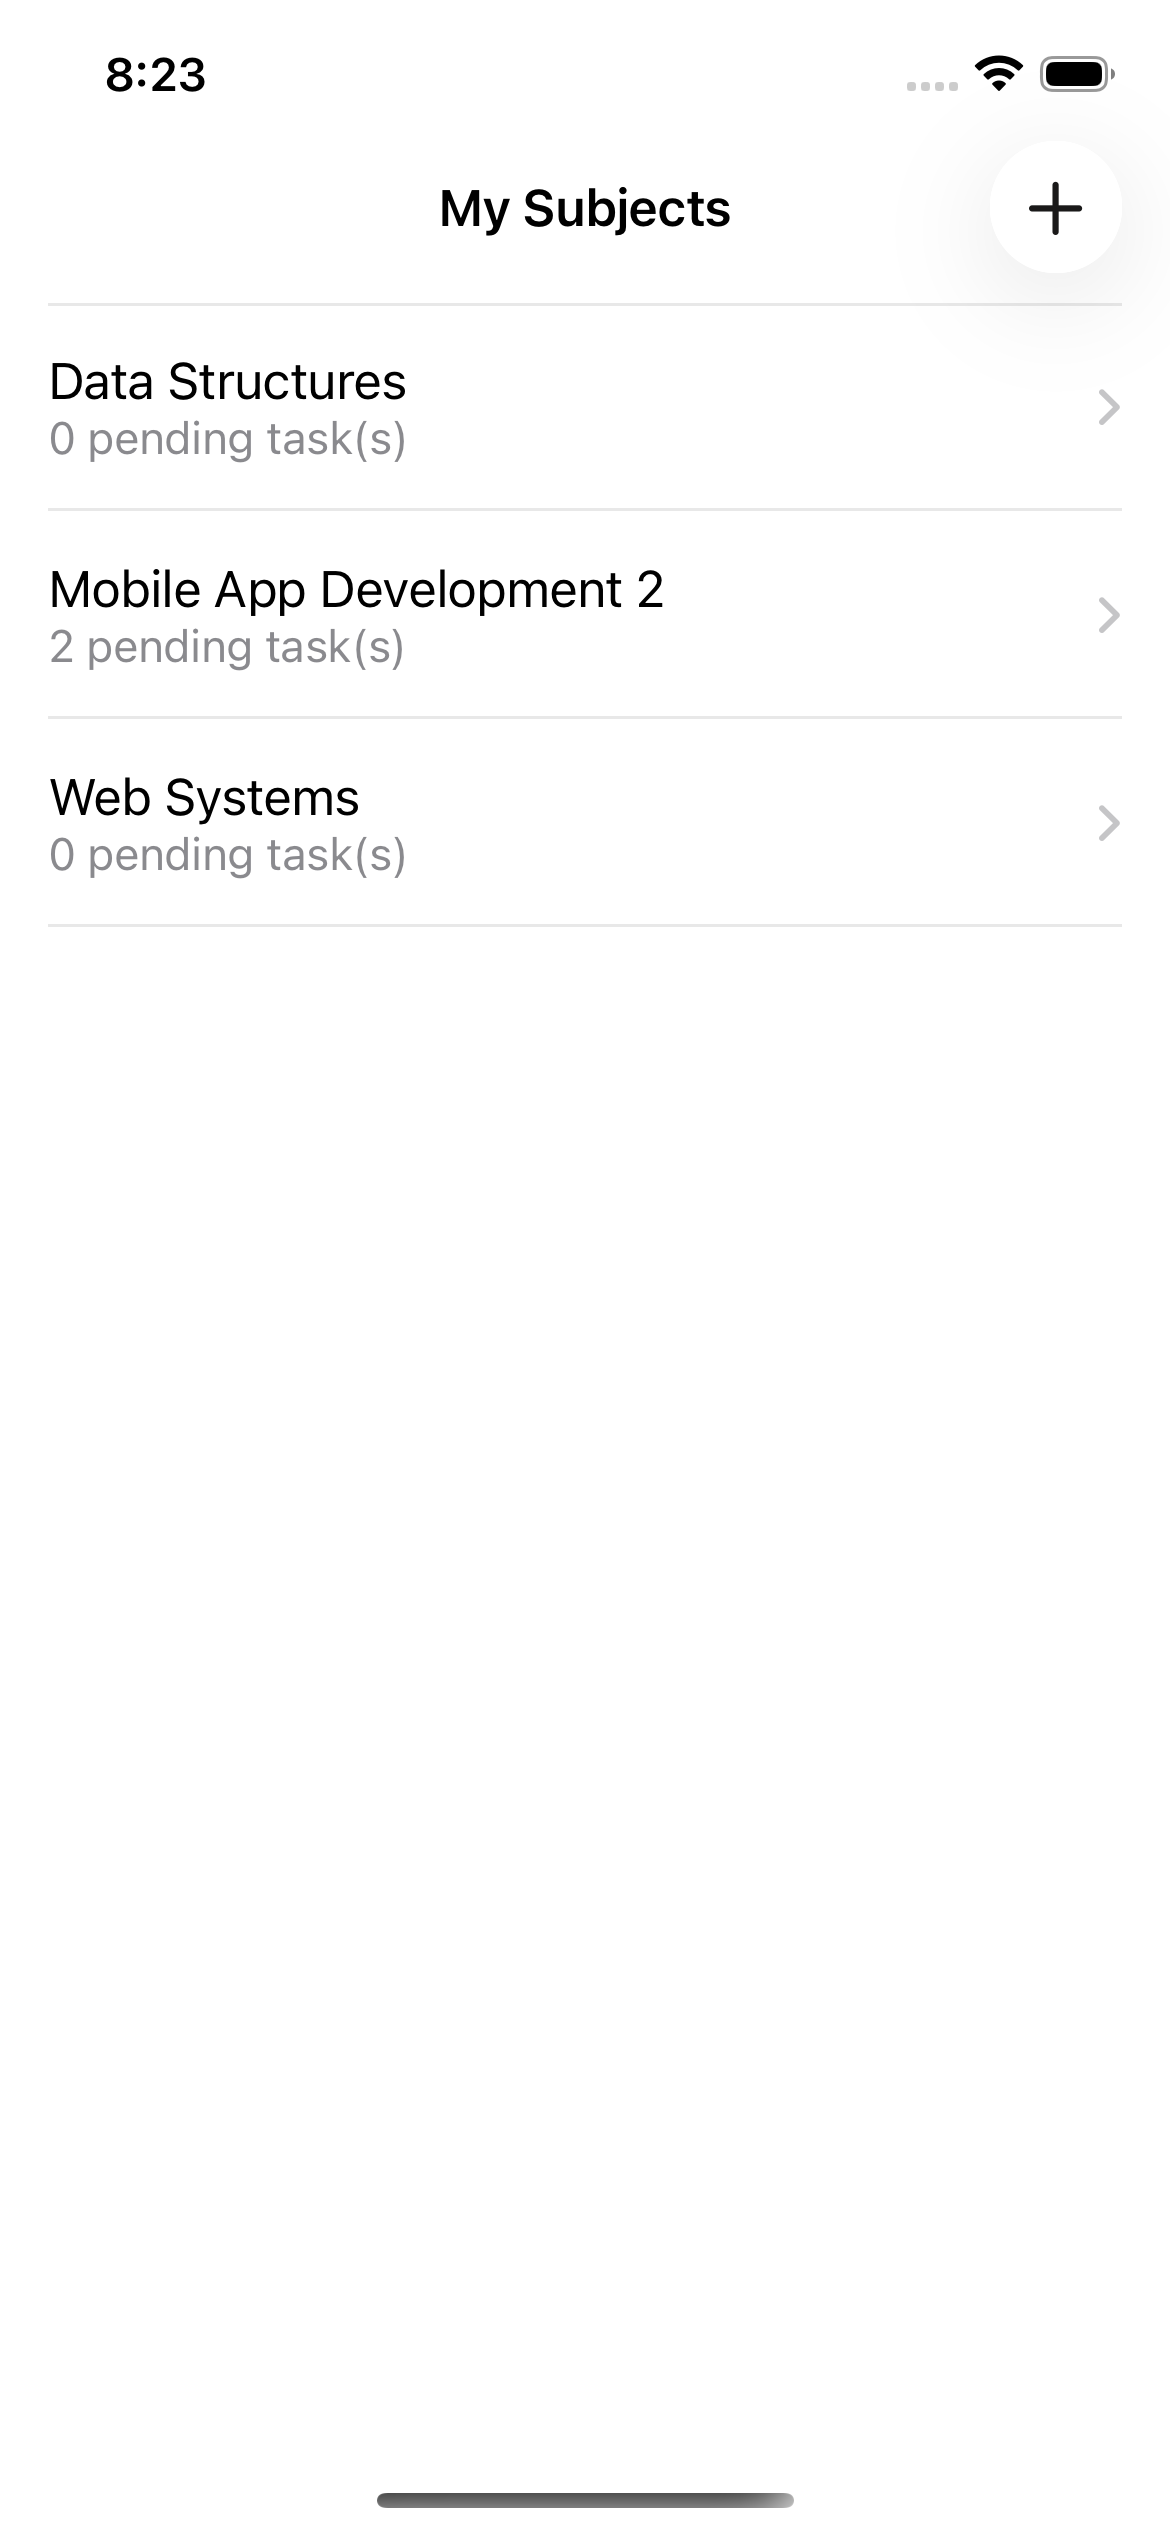 8:23
My Subjects
Data Structures
0 pending task(s)
Mobile App Development 2
2 pending task(s)
Web Systems
0 pending task(s)